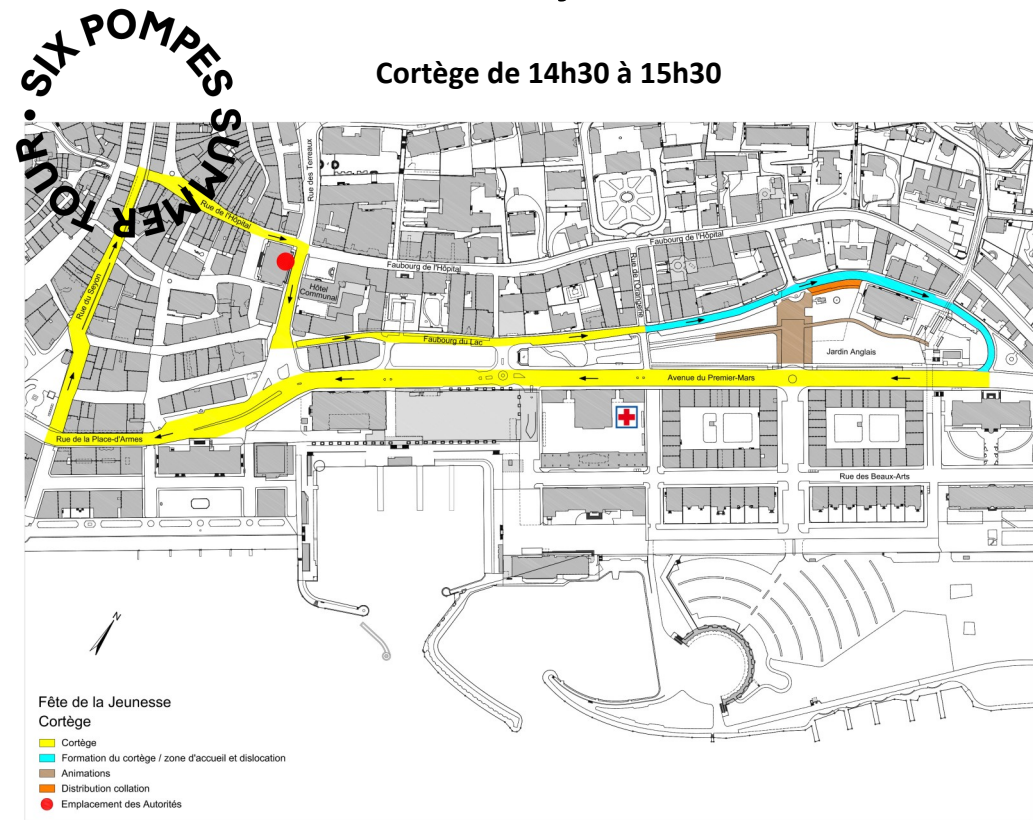 SIX POMPES SUMMER TOUR •
Cortège de 14h30 à 15h30
Rue des Terreaux
Rue de l'Hôpital
Faubourg de l'Hôpital
Faubourg de l'Hôpital
Rue de l'Orangerie
Rue du Seyon
Hôtel
Communal
Faubourg du Lac
Jardin Anglais
Avenue du Premier-Mars
Rue de la Place-d'Armes
Rue des Beaux-Arts
N
Fête de la Jeunesse
Cortège
Cortège
Formation du cortège / zone d'accueil et dislocation
Animations
Distribution collation
Emplacement des Autorités